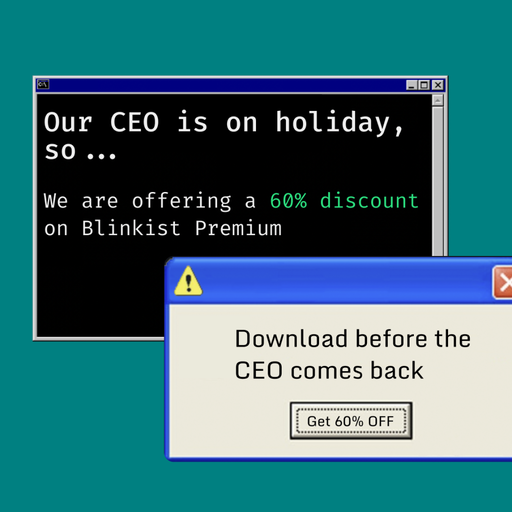 Our CEO is on holiday,
so...
We are offering a 60% discount
on Blinkist Premium
Download before the
CEO comes back
Get 60% OFF